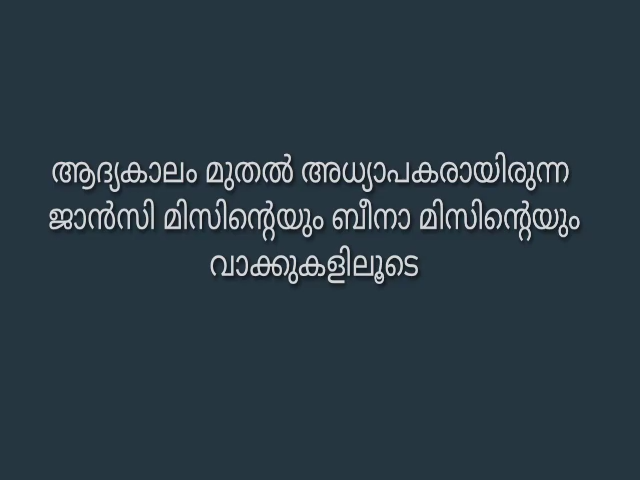 ആദ്യകാലം മുതൽ അധ്യാപകരായിരുന്ന
ജാൻസി മിസിന്റെയും ബീനാ മിസിന്റെയും
വാക്കുകളിലൂടെ